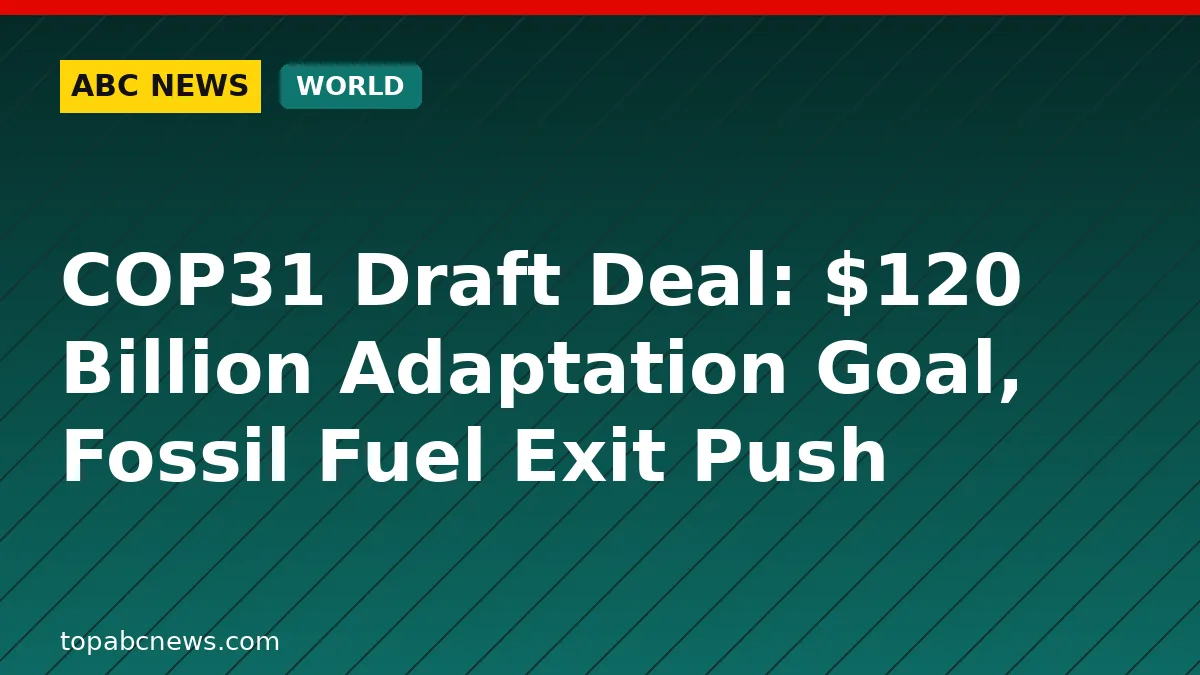 ABC NEWS
WORLD
COP31 Draft Deal: $120
Billion Adaptation Goal,
Fossil Fuel Exit Push
topabcnews.com